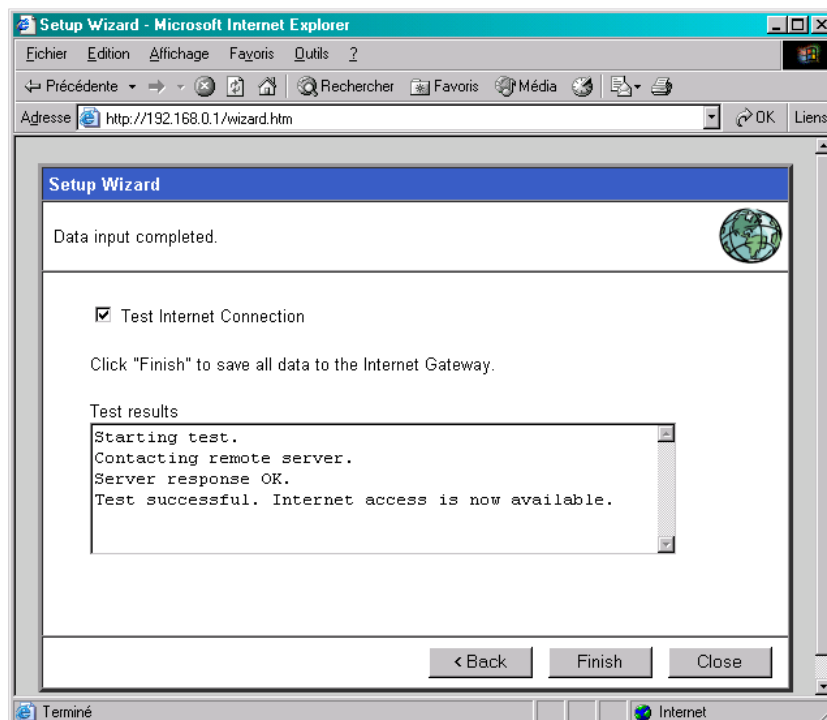 Setup Wizard - Microsoft Internet Explorer
Fichier Edition Affichage Favoris Outils ?
Précédente Rechercher Favoris Média
Adresse http://192.168.0.1/wizard.htm OK Liens
Setup Wizard
Data input completed.
Test Internet Connection
Click "Finish" to save all data to the Internet Gateway.
Test results
Starting test.
Contacting remote server.
Server response OK.
Test successful. Internet access is now available.
< Back Finish Close
Terminé Internet